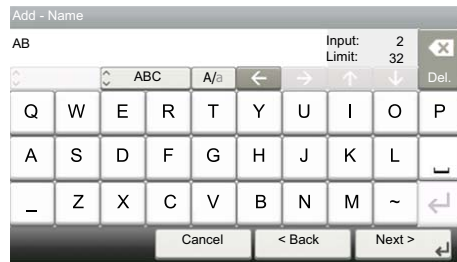 Add - Name
AB
Input: 2
Limit: 32
ABC A/a ← → ↑ ↓ Del.
Q W E R T Y U I O P
A S D F G H J K L
_ Z X C V B N M ~
Cancel < Back Next >